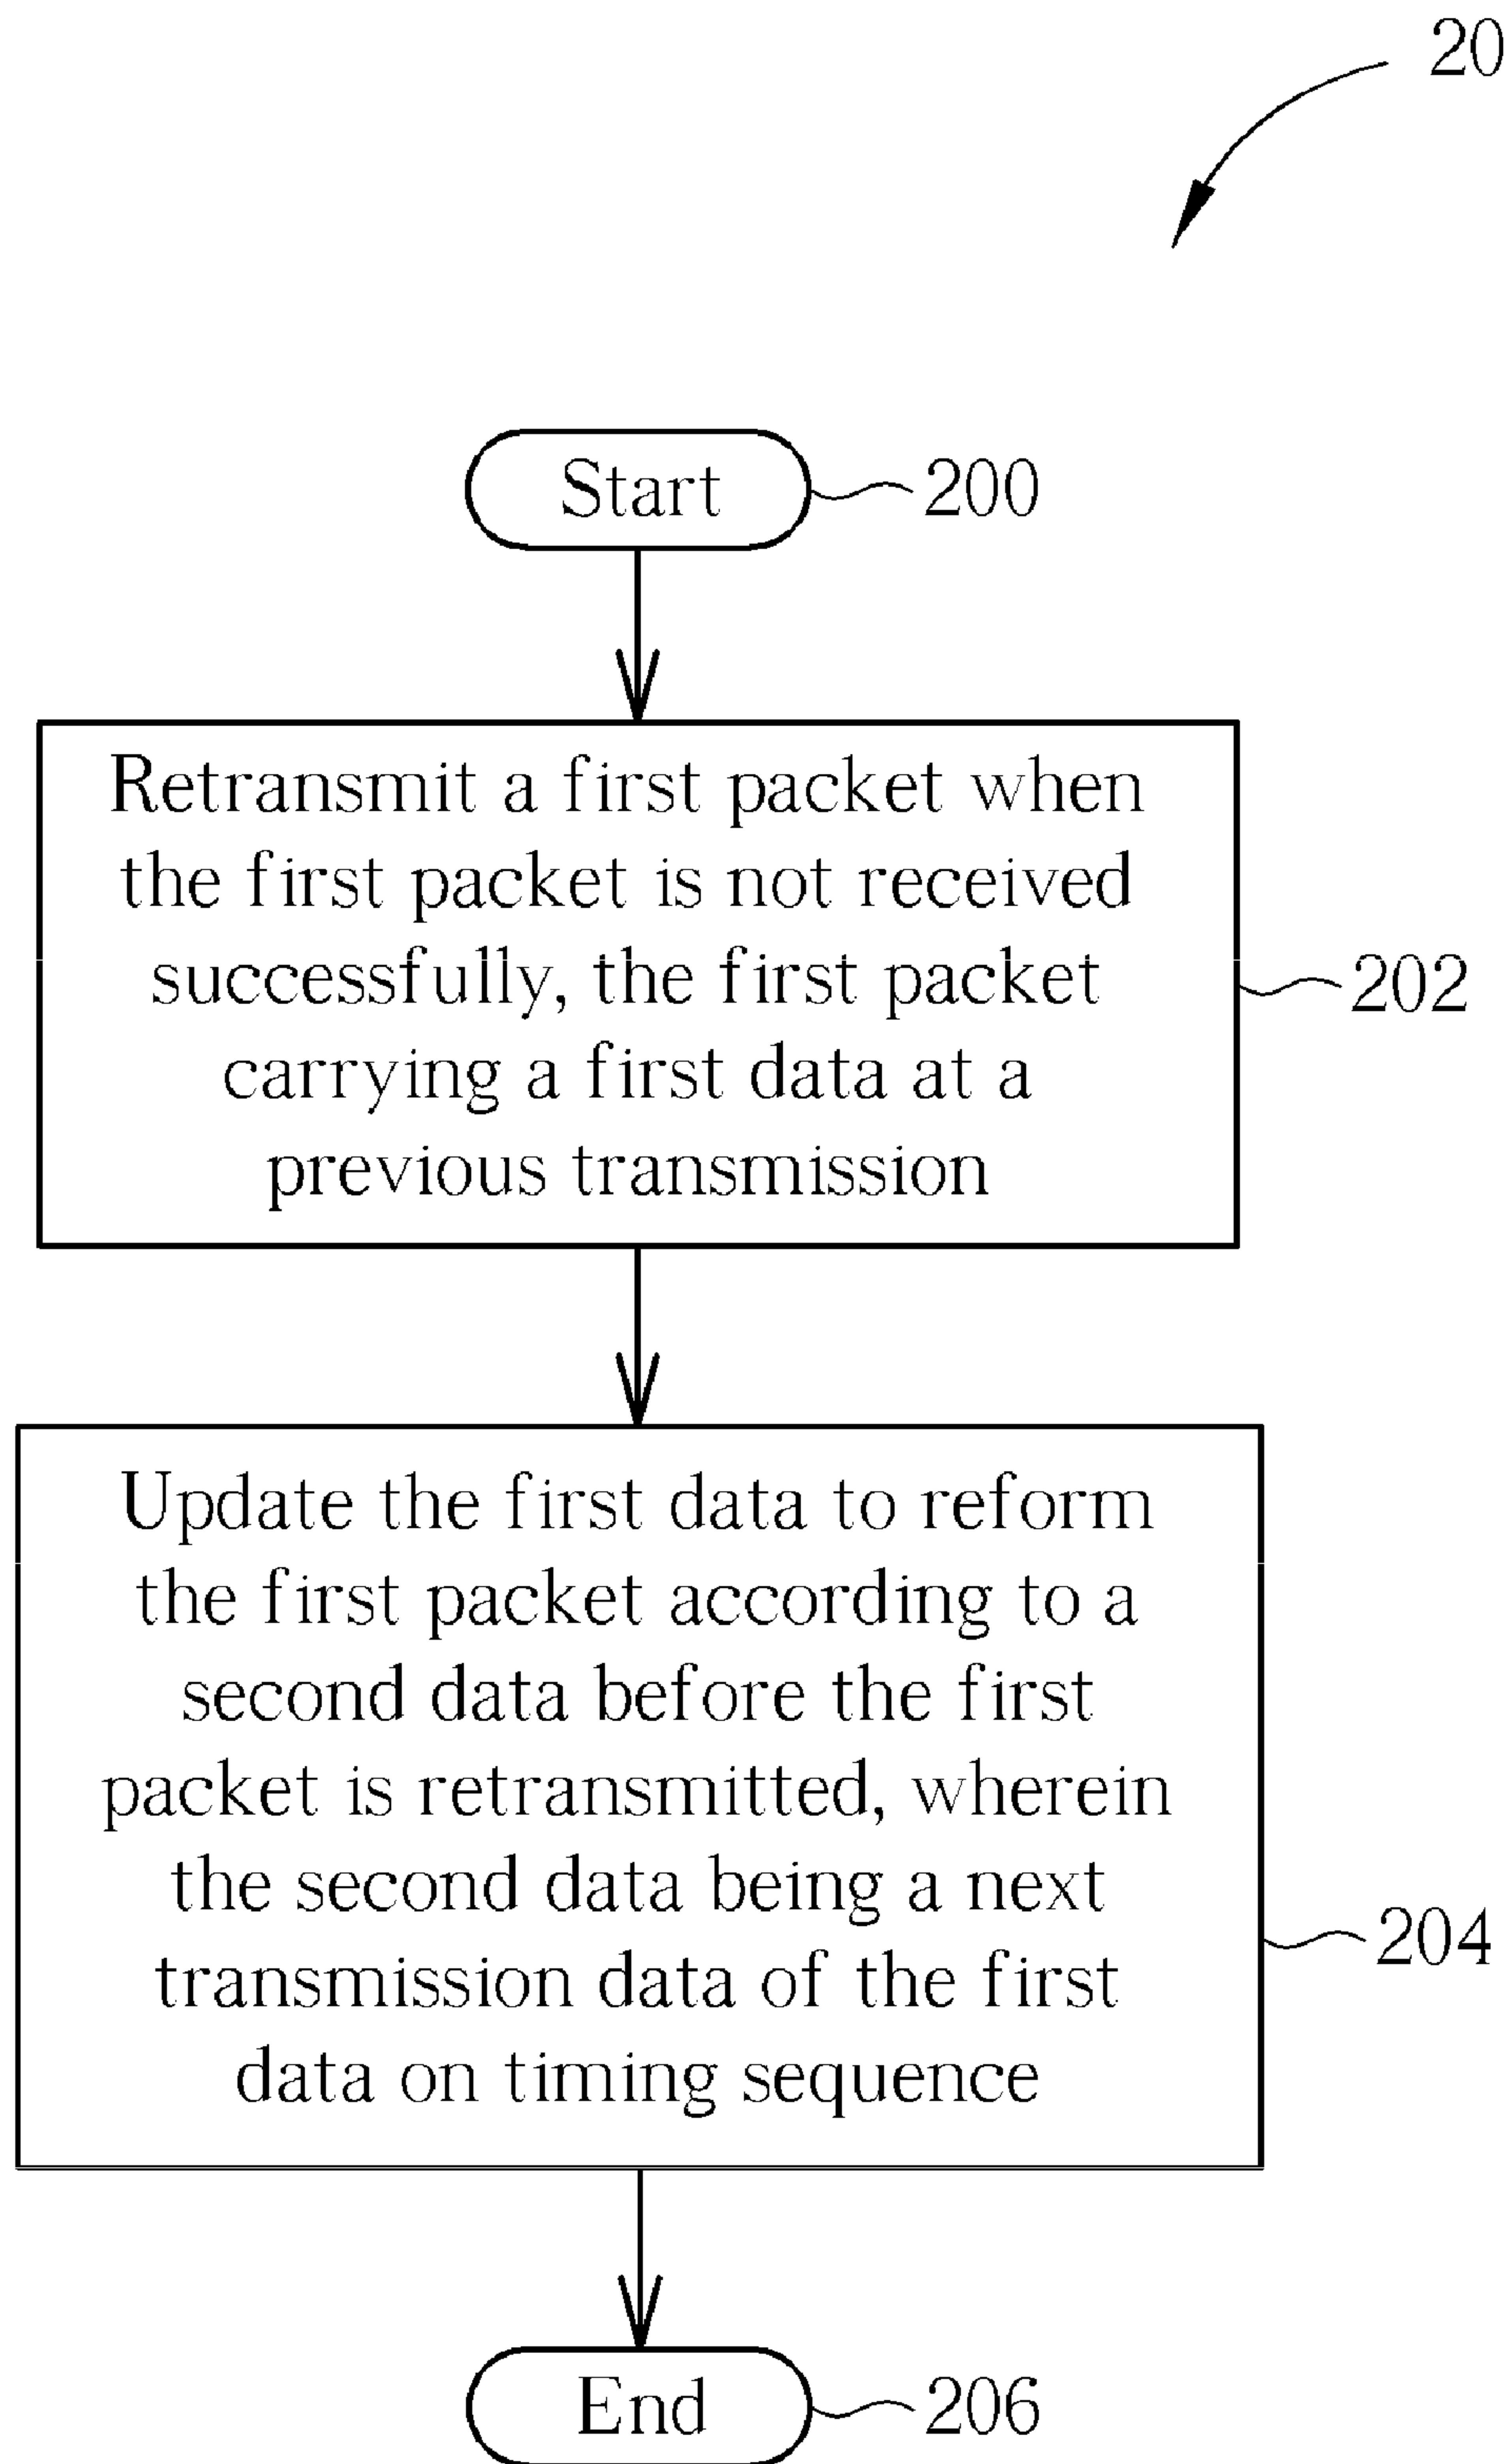 20
Start
200
Retransmit a first packet when
the first packet is not received
successfully, the first packet
carrying a first data at a
previous transmission
202
Update the first data to reform
the first packet according to a
second data before the first
packet is retransmitted, wherein
the second data being a next
transmission data of the first
data on timing sequence
204
End
206